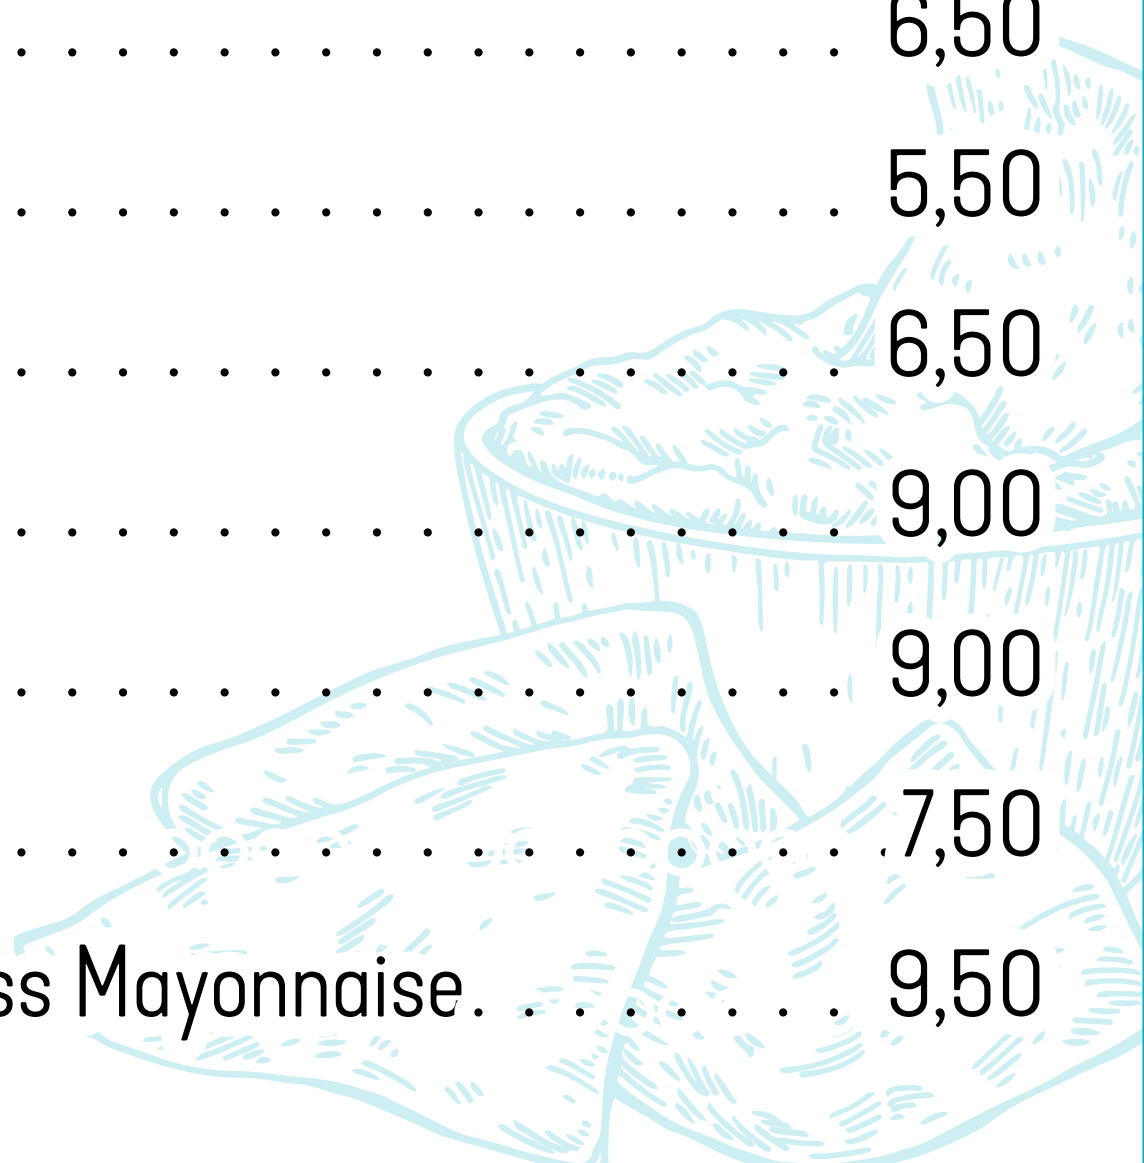 . . . . . . . . . . . . . . . . . 6,50
. . . . . . . . . . . . . . . . . 5,50
. . . . . . . . . . . . . . . . . 6,50
. . . . . . . . . . . . . . . . . 9,00
. . . . . . . . . . . . . . . . . 9,00
. . . . . . . . . . . . . . . . . . 7,50
ss Mayonnaise. . . . . . . . 9,50